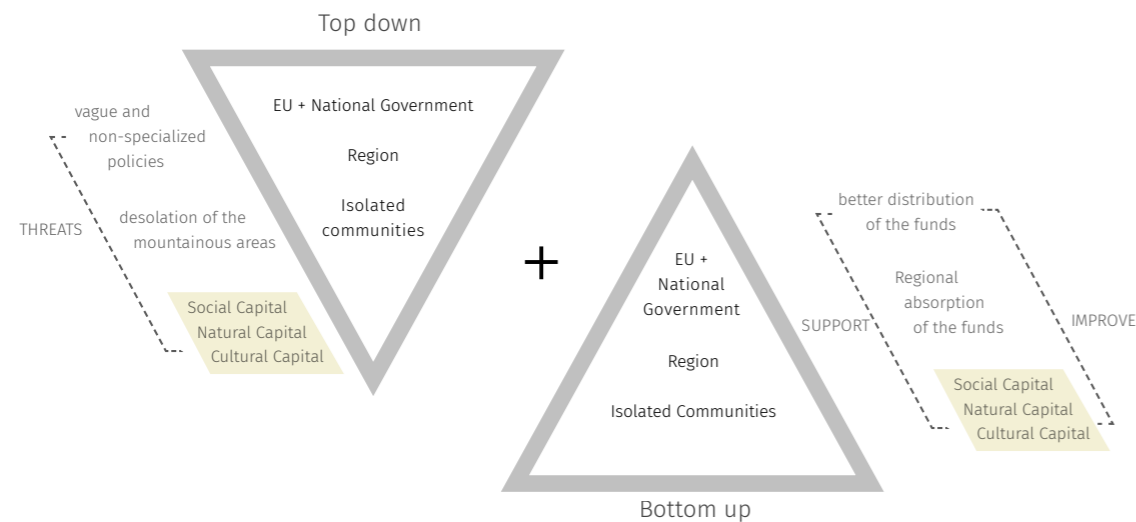 Top down
EU + National Government
Region
Isolated
communities
vague and
non-specialized
policies
THREATS
desolation of the
mountainous areas
Social Capital
Natural Capital
Cultural Capital
+
EU +
National
Government
Region
Isolated Communities
Bottom up
better distribution
of the funds
Regional
absorption
of the funds
SUPPORT
IMPROVE
Social Capital
Natural Capital
Cultural Capital